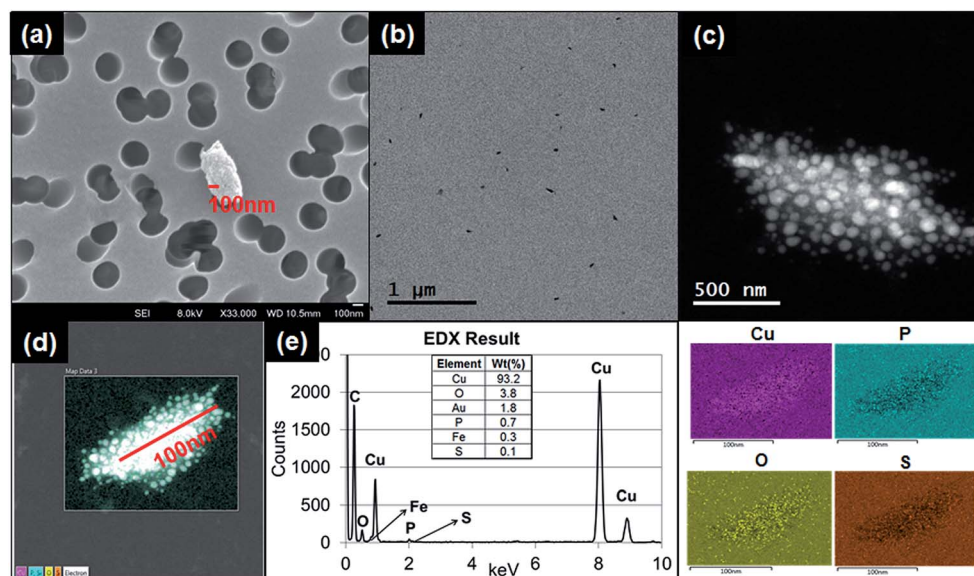 (a)
100nm
SEI 8.0kV X33.000 WD 10.5mm 100nm
(b)
1 μm
(c)
500 nm
(d)
Map Data 3
100nm
Electron
(e)
EDX Result
Element Wt(%)
Cu 93.2
O 3.8
Au 1.8
P 0.7
Fe 0.3
S 0.1
Counts
2000
1500
1000
500
0
C
Cu
O
Fe
P
S
Cu
Cu
0 2 4 6 8 10
keV
Cu
100nm
P
100nm
O
100nm
S
100nm